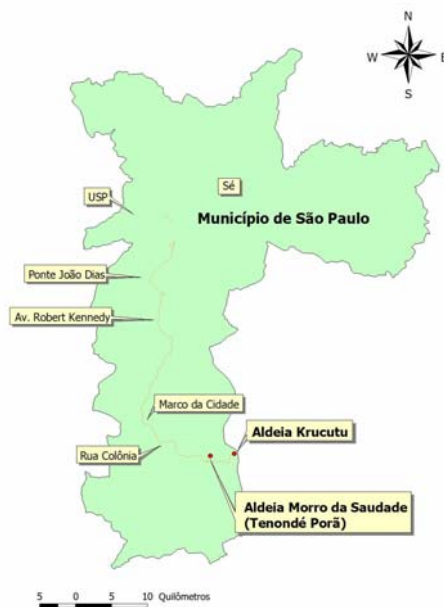 N
W E
S
Sé
USP
Município de São Paulo
Ponte João Dias
Av. Robert Kennedy
Marco da Cidade
Aldeia Krucutu
Rua Colônia
Aldeia Morro da Saudade
(Tenondé Porã)
5 0 5 10 Quilômetros